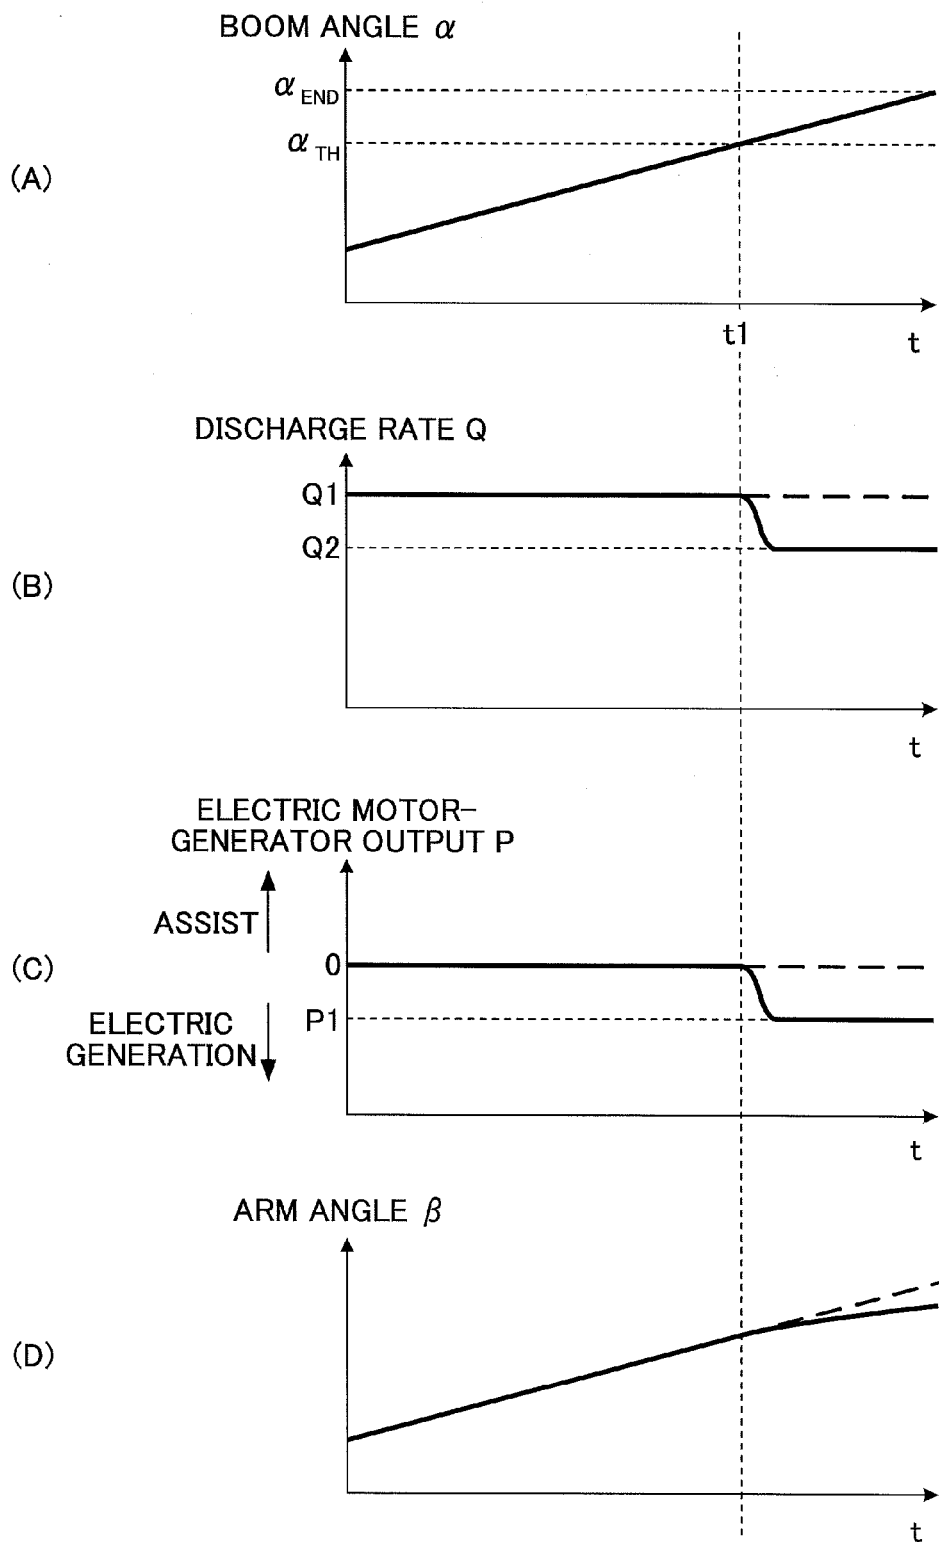 BOOM ANGLE α
α END
α TH
(A)
t1
t
DISCHARGE RATE Q
Q1
Q2
(B)
t
ELECTRIC MOTOR-
GENERATOR OUTPUT P
ASSIST
(C)
0
ELECTRIC
GENERATION
P1
t
ARM ANGLE β
(D)
t